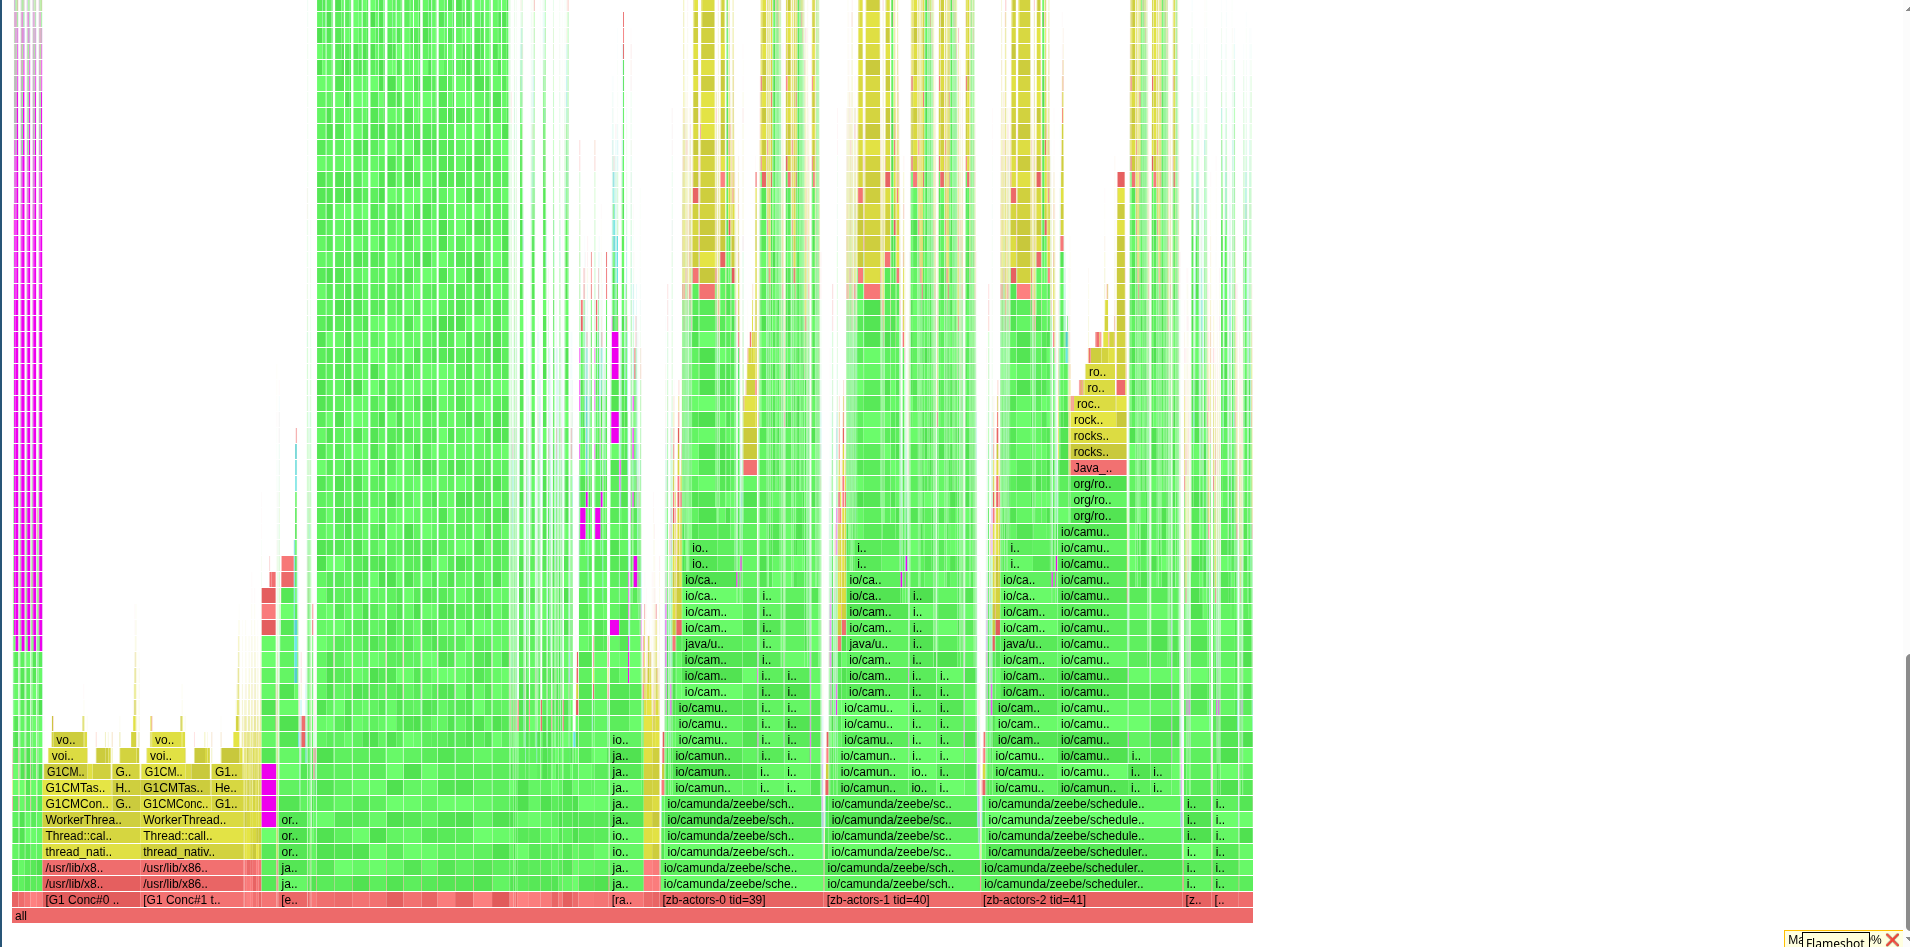 ro..
ro..
roc..
rock..
rocks..
rocks..
Java_..
org/ro..
org/ro..
org/ro..
io/camu..
io.. i.. i.. io/camu..
io.. i.. i.. io/camu..
io/ca.. io/ca.. io/ca.. io/camu..
io/ca.. i.. io/ca.. i.. io/ca.. io/camu..
io/cam.. i.. io/cam.. i.. io/cam.. io/camu..
io/cam.. i.. io/cam.. i.. io/cam.. io/camu..
java/u.. i.. java/u.. i.. java/u.. io/camu..
io/cam.. i.. io/cam.. i.. io/cam.. io/camu..
io/cam.. i.. i.. io/cam.. i.. i.. io/cam.. io/camu..
io/cam.. i.. i.. io/cam.. i.. i.. io/cam.. io/camu..
io/camu.. i.. i.. io/camu.. i.. i.. io/cam.. io/camu..
io/camu.. i.. i.. io/camu.. i.. i.. io/cam.. io/camu..
vo.. vo.. io.. io/camu.. i.. i.. io/camu.. i.. i.. io/cam.. io/camu..
voi.. voi.. ja.. io/camun.. i.. i.. io/camun.. i.. i.. io/camu.. io/camu.. i..
G1CM.. G.. G1CM.. G1.. ja.. io/camun.. i.. i.. io/camun.. io.. i.. io/camu.. io/camu.. i.. i..
G1CMTas.. H.. G1CMTas.. He.. ja.. io/camun.. i.. i.. io/camun.. io.. i.. io/camu.. io/camun.. i.. i..
G1CMCon.. G.. G1CMConc.. G1.. ja.. io/camunda/zeebe/sch.. io/camunda/zeebe/sc.. io/camunda/zeebe/schedule.. i.. i..
WorkerThrea.. WorkerThread.. or.. ja.. io/camunda/zeebe/sch.. io/camunda/zeebe/sc.. io/camunda/zeebe/schedule.. i.. i..
Thread::cal.. Thread::call.. or.. io.. io/camunda/zeebe/sch.. io/camunda/zeebe/sc.. io/camunda/zeebe/schedule.. i.. i..
thread_nati.. thread_nativ.. or.. io.. io/camunda/zeebe/sch.. io/camunda/zeebe/sc.. io/camunda/zeebe/scheduler.. i.. i..
/usr/lib/x8.. /usr/lib/x86.. ja.. ja.. io/camunda/zeebe/sche.. io/camunda/zeebe/sch.. io/camunda/zeebe/scheduler.. i.. i..
/usr/lib/x8.. /usr/lib/x86.. ja.. ja.. io/camunda/zeebe/sche.. io/camunda/zeebe/sch.. io/camunda/zeebe/scheduler.. i.. i..
[G1 Conc#0 .. [G1 Conc#1 t.. [e.. [ra.. [zb-actors-0 tid=39] [zb-actors-1 tid=40] [zb-actors-2 tid=41] [z.. [..
all
Flameshot %